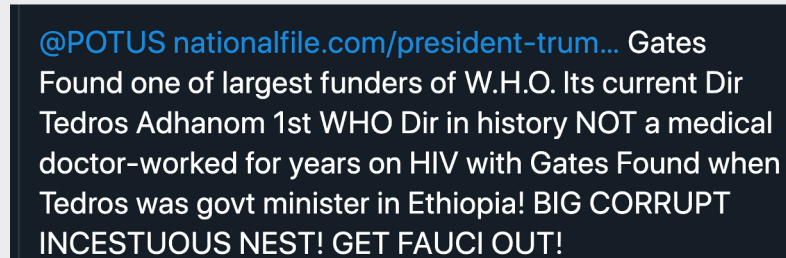 @POTUS nationalfile.com/president-trum... Gates
Found one of largest funders of W.H.O. Its current Dir
Tedros Adhanom 1st WHO Dir in history NOT a medical
doctor-worked for years on HIV with Gates Found when
Tedros was govt minister in Ethiopia! BIG CORRUPT
INCESTUOUS NEST! GET FAUCI OUT!